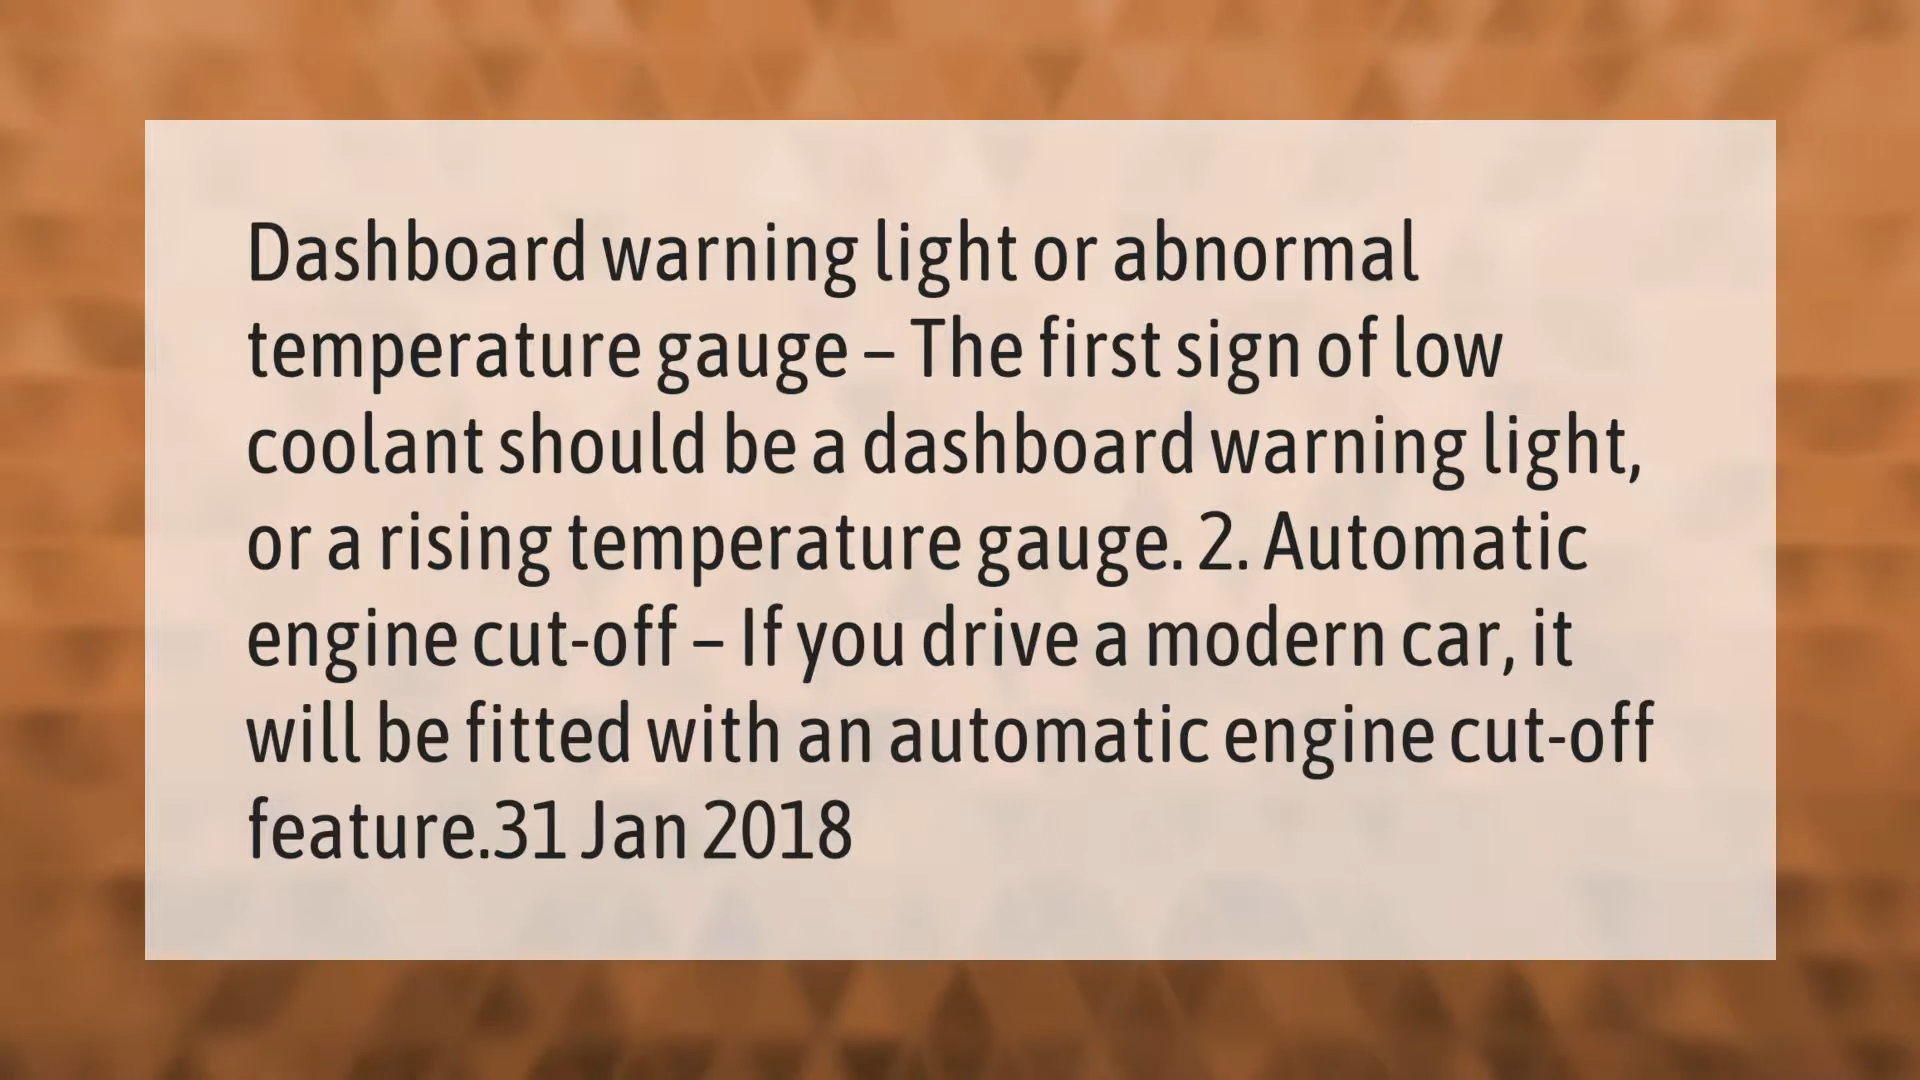 Dashboard warning light or abnormal
temperature gauge – The first sign of low
coolant should be a dashboard warning light,
or a rising temperature gauge. 2. Automatic
engine cut-off – If you drive a modern car, it
will be fitted with an automatic engine cut-off
feature.31 Jan 2018